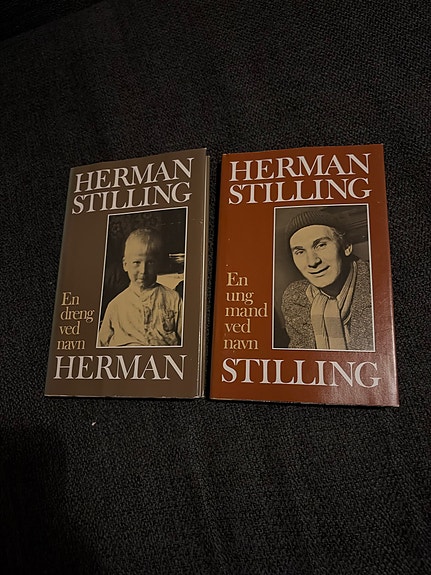 HERMAN
STILLING
En
dreng
ved
navn
HERMAN
HERMAN
STILLING
En
ung
mand
ved
navn
STILLING